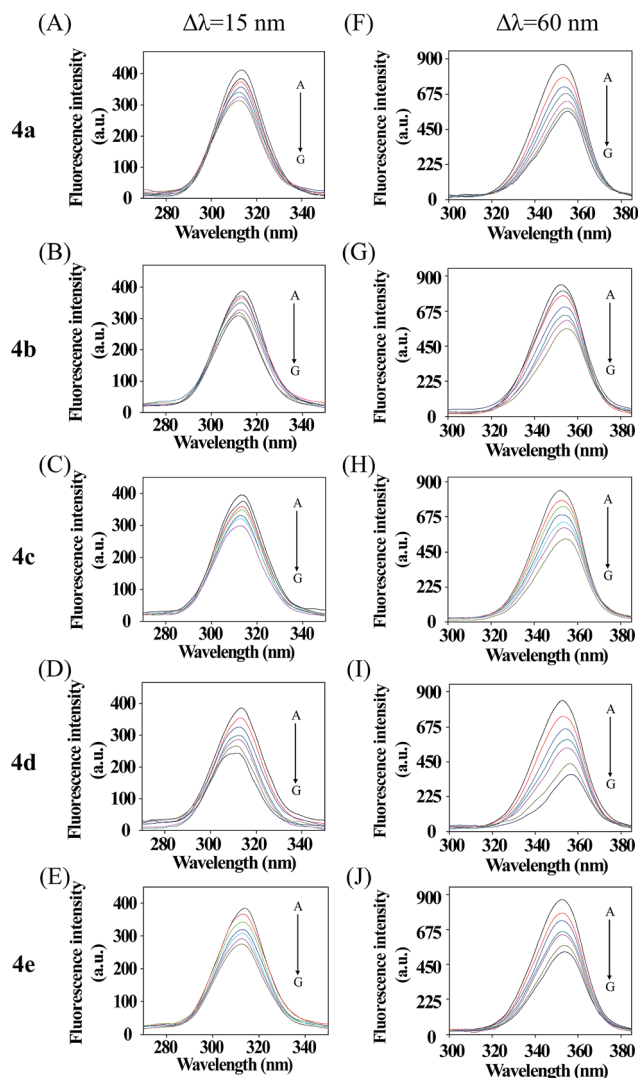 Δλ=15 nm
Δλ=60 nm
4a
(A)
Fluorescence intensity
(a.u.)
400
300
200
100
0
280 300 320 340
Wavelength (nm)
A
G
(F)
Fluorescence intensity
(a.u.)
900
675
450
225
0
300 320 340 360 380
Wavelength (nm)
A
G
4b
(B)
Fluorescence intensity
(a.u.)
400
300
200
100
0
280 300 320 340
Wavelength (nm)
A
G
(G)
Fluorescence intensity
(a.u.)
900
675
450
225
0
300 320 340 360 380
Wavelength (nm)
A
G
4c
(C)
Fluorescence intensity
(a.u.)
400
300
200
100
0
280 300 320 340
Wavelength (nm)
A
G
(H)
Fluorescence intensity
(a.u.)
900
675
450
225
0
300 320 340 360 380
Wavelength (nm)
A
G
4d
(D)
Fluorescence intensity
(a.u.)
400
300
200
100
0
280 300 320 340
Wavelength (nm)
A
G
(I)
Fluorescence intensity
(a.u.)
900
675
450
225
0
300 320 340 360 380
Wavelength (nm)
A
G
4e
(E)
Fluorescence intensity
(a.u.)
400
300
200
100
0
280 300 320 340
Wavelength (nm)
A
G
(J)
Fluorescence intensity
(a.u.)
900
675
450
225
0
300 320 340 360 380
Wavelength (nm)
A
G